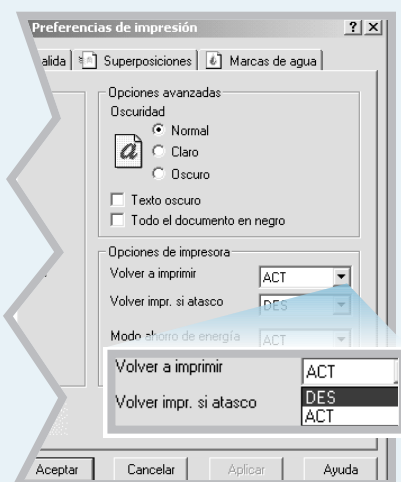 Preferencias de impresión
alida Superposiciones Marcas de agua
Opciones avanzadas
Oscuridad
Normal
Claro
Oscuro
Texto oscuro
Todo el documento en negro
Opciones de impresora
Volver a imprimir ACT
Volver impr. si atasco DES
Modo ahorro de energía ACT
Volver a imprimir ACT
DES
Volver impr. si atasco ACT
Aceptar Cancelar Aplicar Ayuda